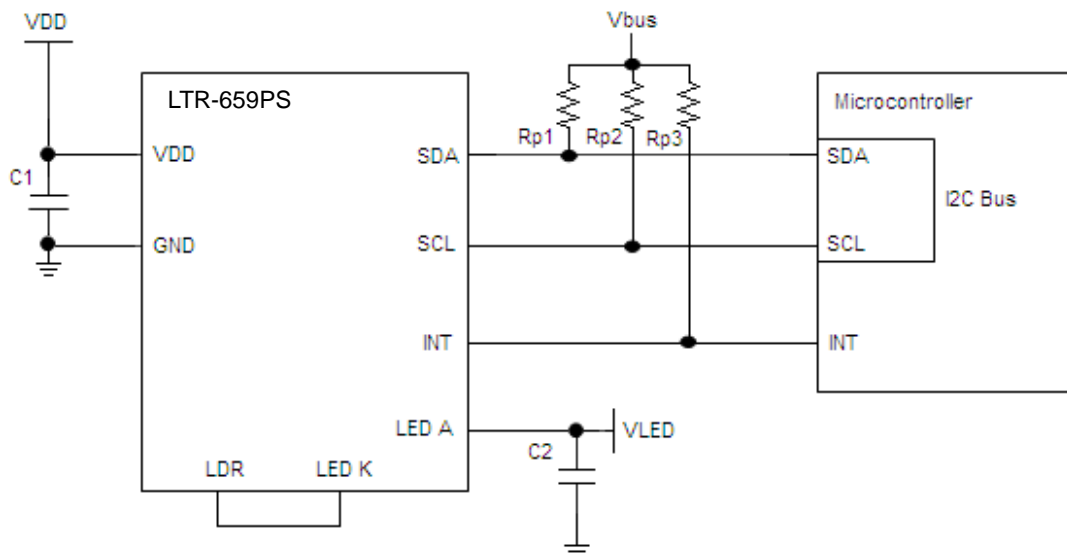 VDD
Vbus
LTR-659PS
Microcontroller
Rp1
Rp2
Rp3
VDD
SDA
SDA
C1
I2C Bus
GND
SCL
SCL
INT
INT
LED A
VLED
C2
LDR
LED K